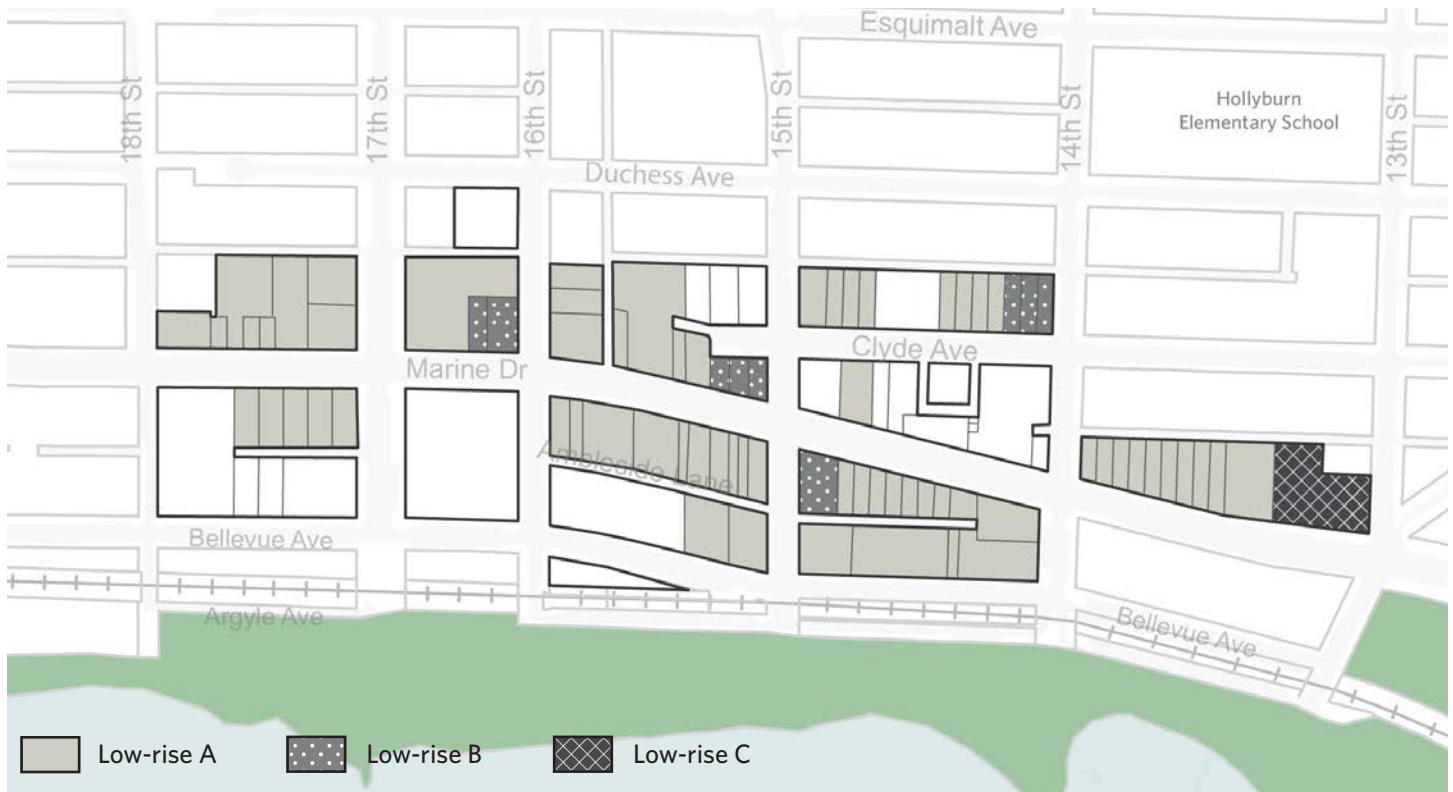 Esquimalt Ave
18th St
17th St
16th St
15th St
14th St
13th St
Hollyburn
Elementary School
Duchess Ave
Marine Dr
Clyde Ave
Ambleside Lane
Bellevue Ave
Argyle Ave
Bellevue Ave
Low-rise A
Low-rise B
Low-rise C